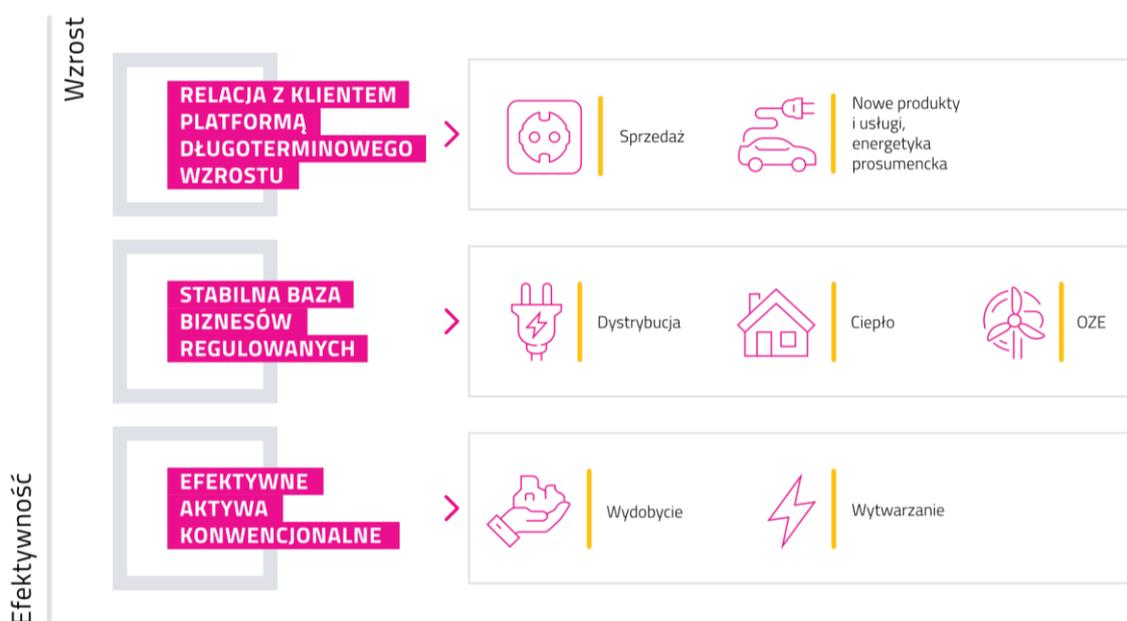 Wzrost
RELACJA Z KLIENTEM
PLATFORMĄ
DŁUGOTERMINOWEGO
WZROSTU
Sprzedaż
Nowe produkty
i usługi,
energetyka
prosumencka
STABILNA BAZA
BIZNESÓW
REGULOWANYCH
Dystrybucja
Ciepło
OZE
EFEKTYWNE
AKTYWA
KONWENCJONALNE
Wydobycie
Wytwarzanie
Efektywność